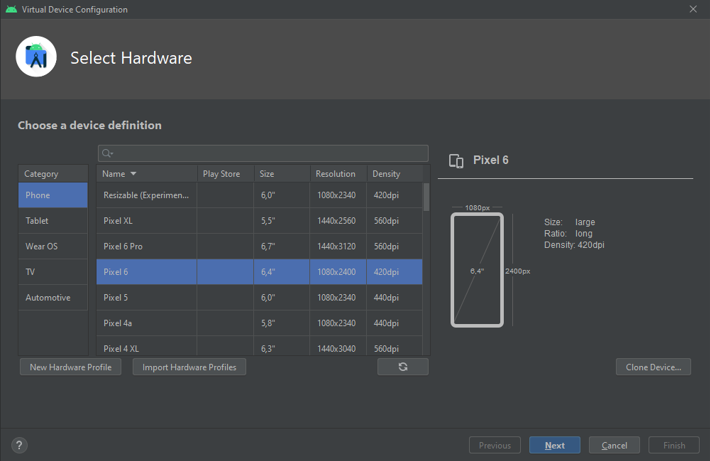 Virtual Device Configuration
Select Hardware
Choose a device definition
Category
Phone
Tablet
Wear OS
TV
Automotive
Name Play Store Size Resolution Density
Resizable (Experimen... 6,0" 1080x2340 420dpi
Pixel XL 5,5" 1440x2560 560dpi
Pixel 6 Pro 6,7" 1440x3120 560dpi
Pixel 6 6,4" 1080x2400 420dpi
Pixel 5 6,0" 1080x2340 440dpi
Pixel 4a 5,8" 1080x2340 440dpi
Pixel 4 XL 6,3" 1440x3040 560dpi
New Hardware Profile Import Hardware Profiles
Pixel 6
1080px
6,4"
2400px
Size: large
Ratio: long
Density: 420dpi
Clone Device...
?
Previous Next Cancel Finish